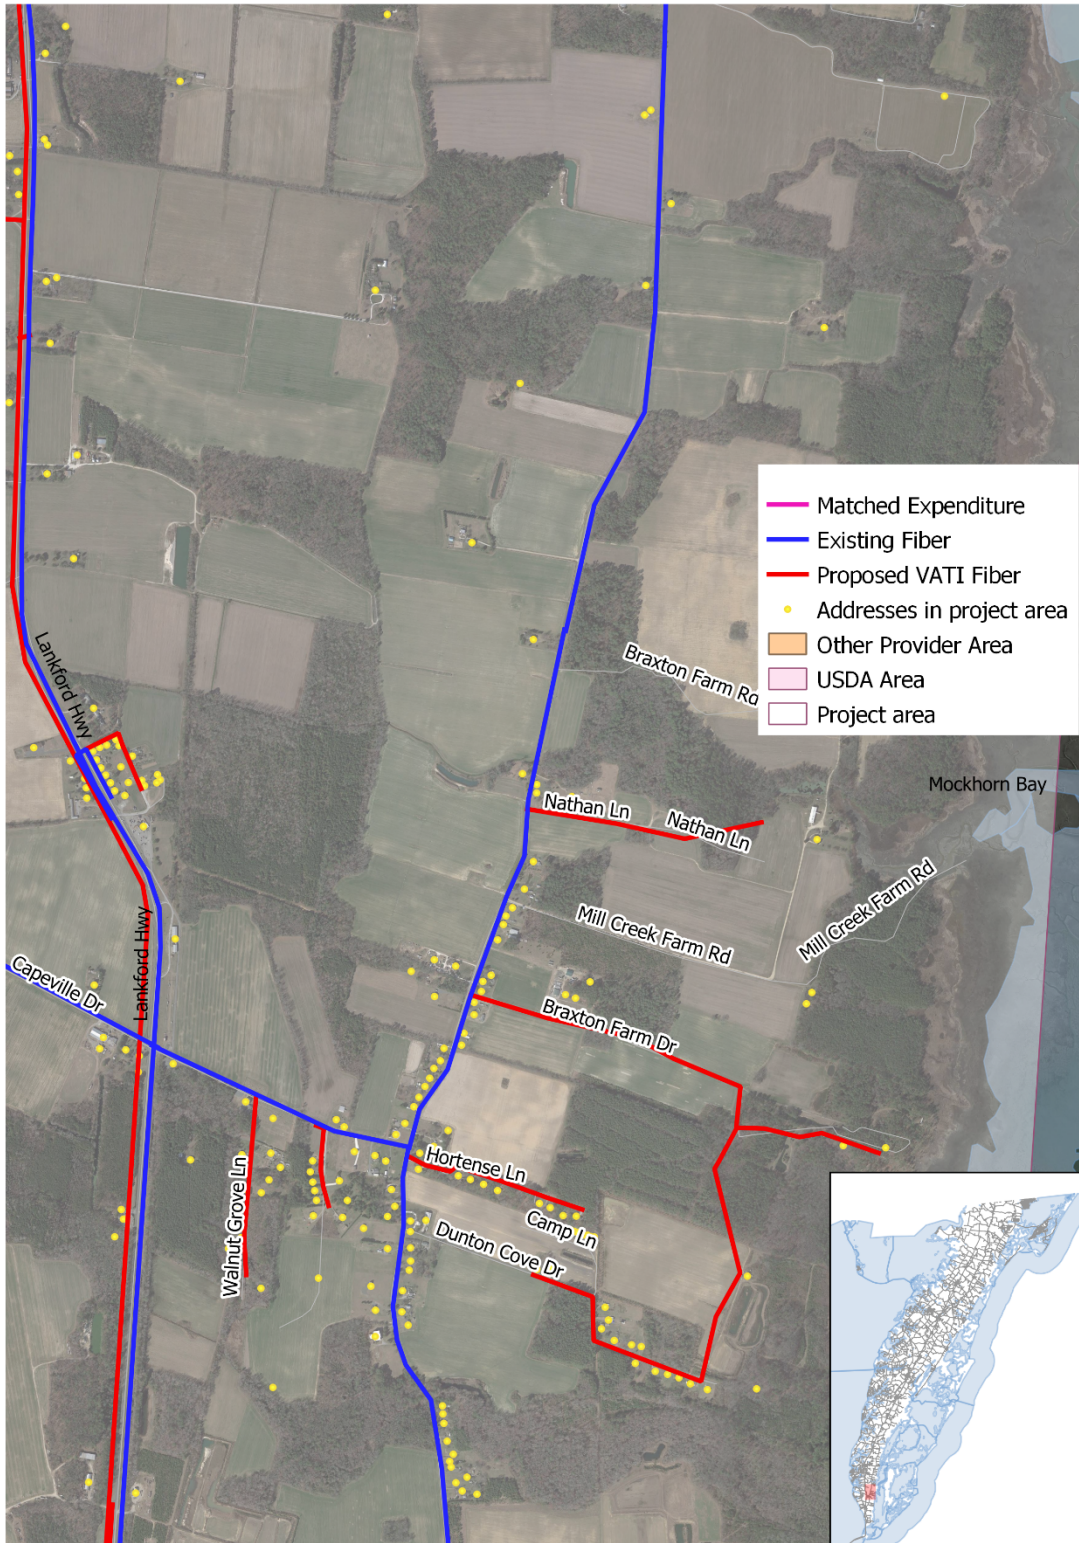 Matched Expenditure
Existing Fiber
Proposed VATI Fiber
Addresses in project area
Other Provider Area
USDA Area
Project area
Lankford Hwy
Braxton Farm Rd
Mockhorn Bay
Nathan Ln
Nathan Ln
Mill Creek Farm Rd
Mill Creek Farm Rd
Lankford Hwy
Capeville Dr
Braxton Farm Dr
Hortense Ln
Walnut Grove Ln
Camp Ln
Dunton Cove Dr